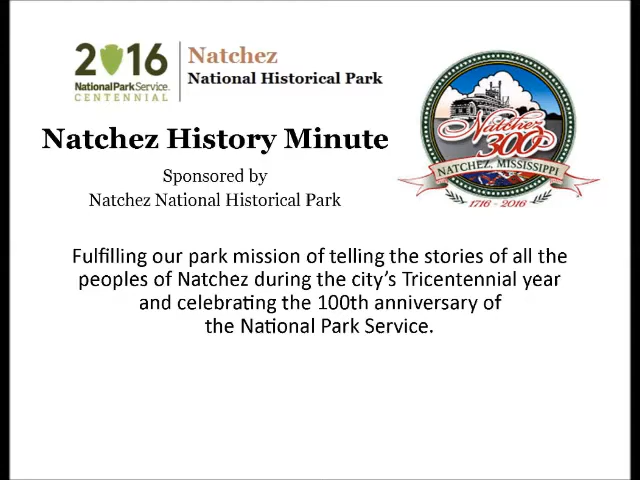 2016
National Park Service.
CENTENNIAL
Natchez
National Historical Park
Natchez History Minute
Sponsored by
Natchez National Historical Park
Natchez
300
NATCHEZ, MISSISSIPPI
1716 - 2016
Fulfilling our park mission of telling the stories of all the
peoples of Natchez during the city’s Tricentennial year
and celebrating the 100th anniversary of
the National Park Service.